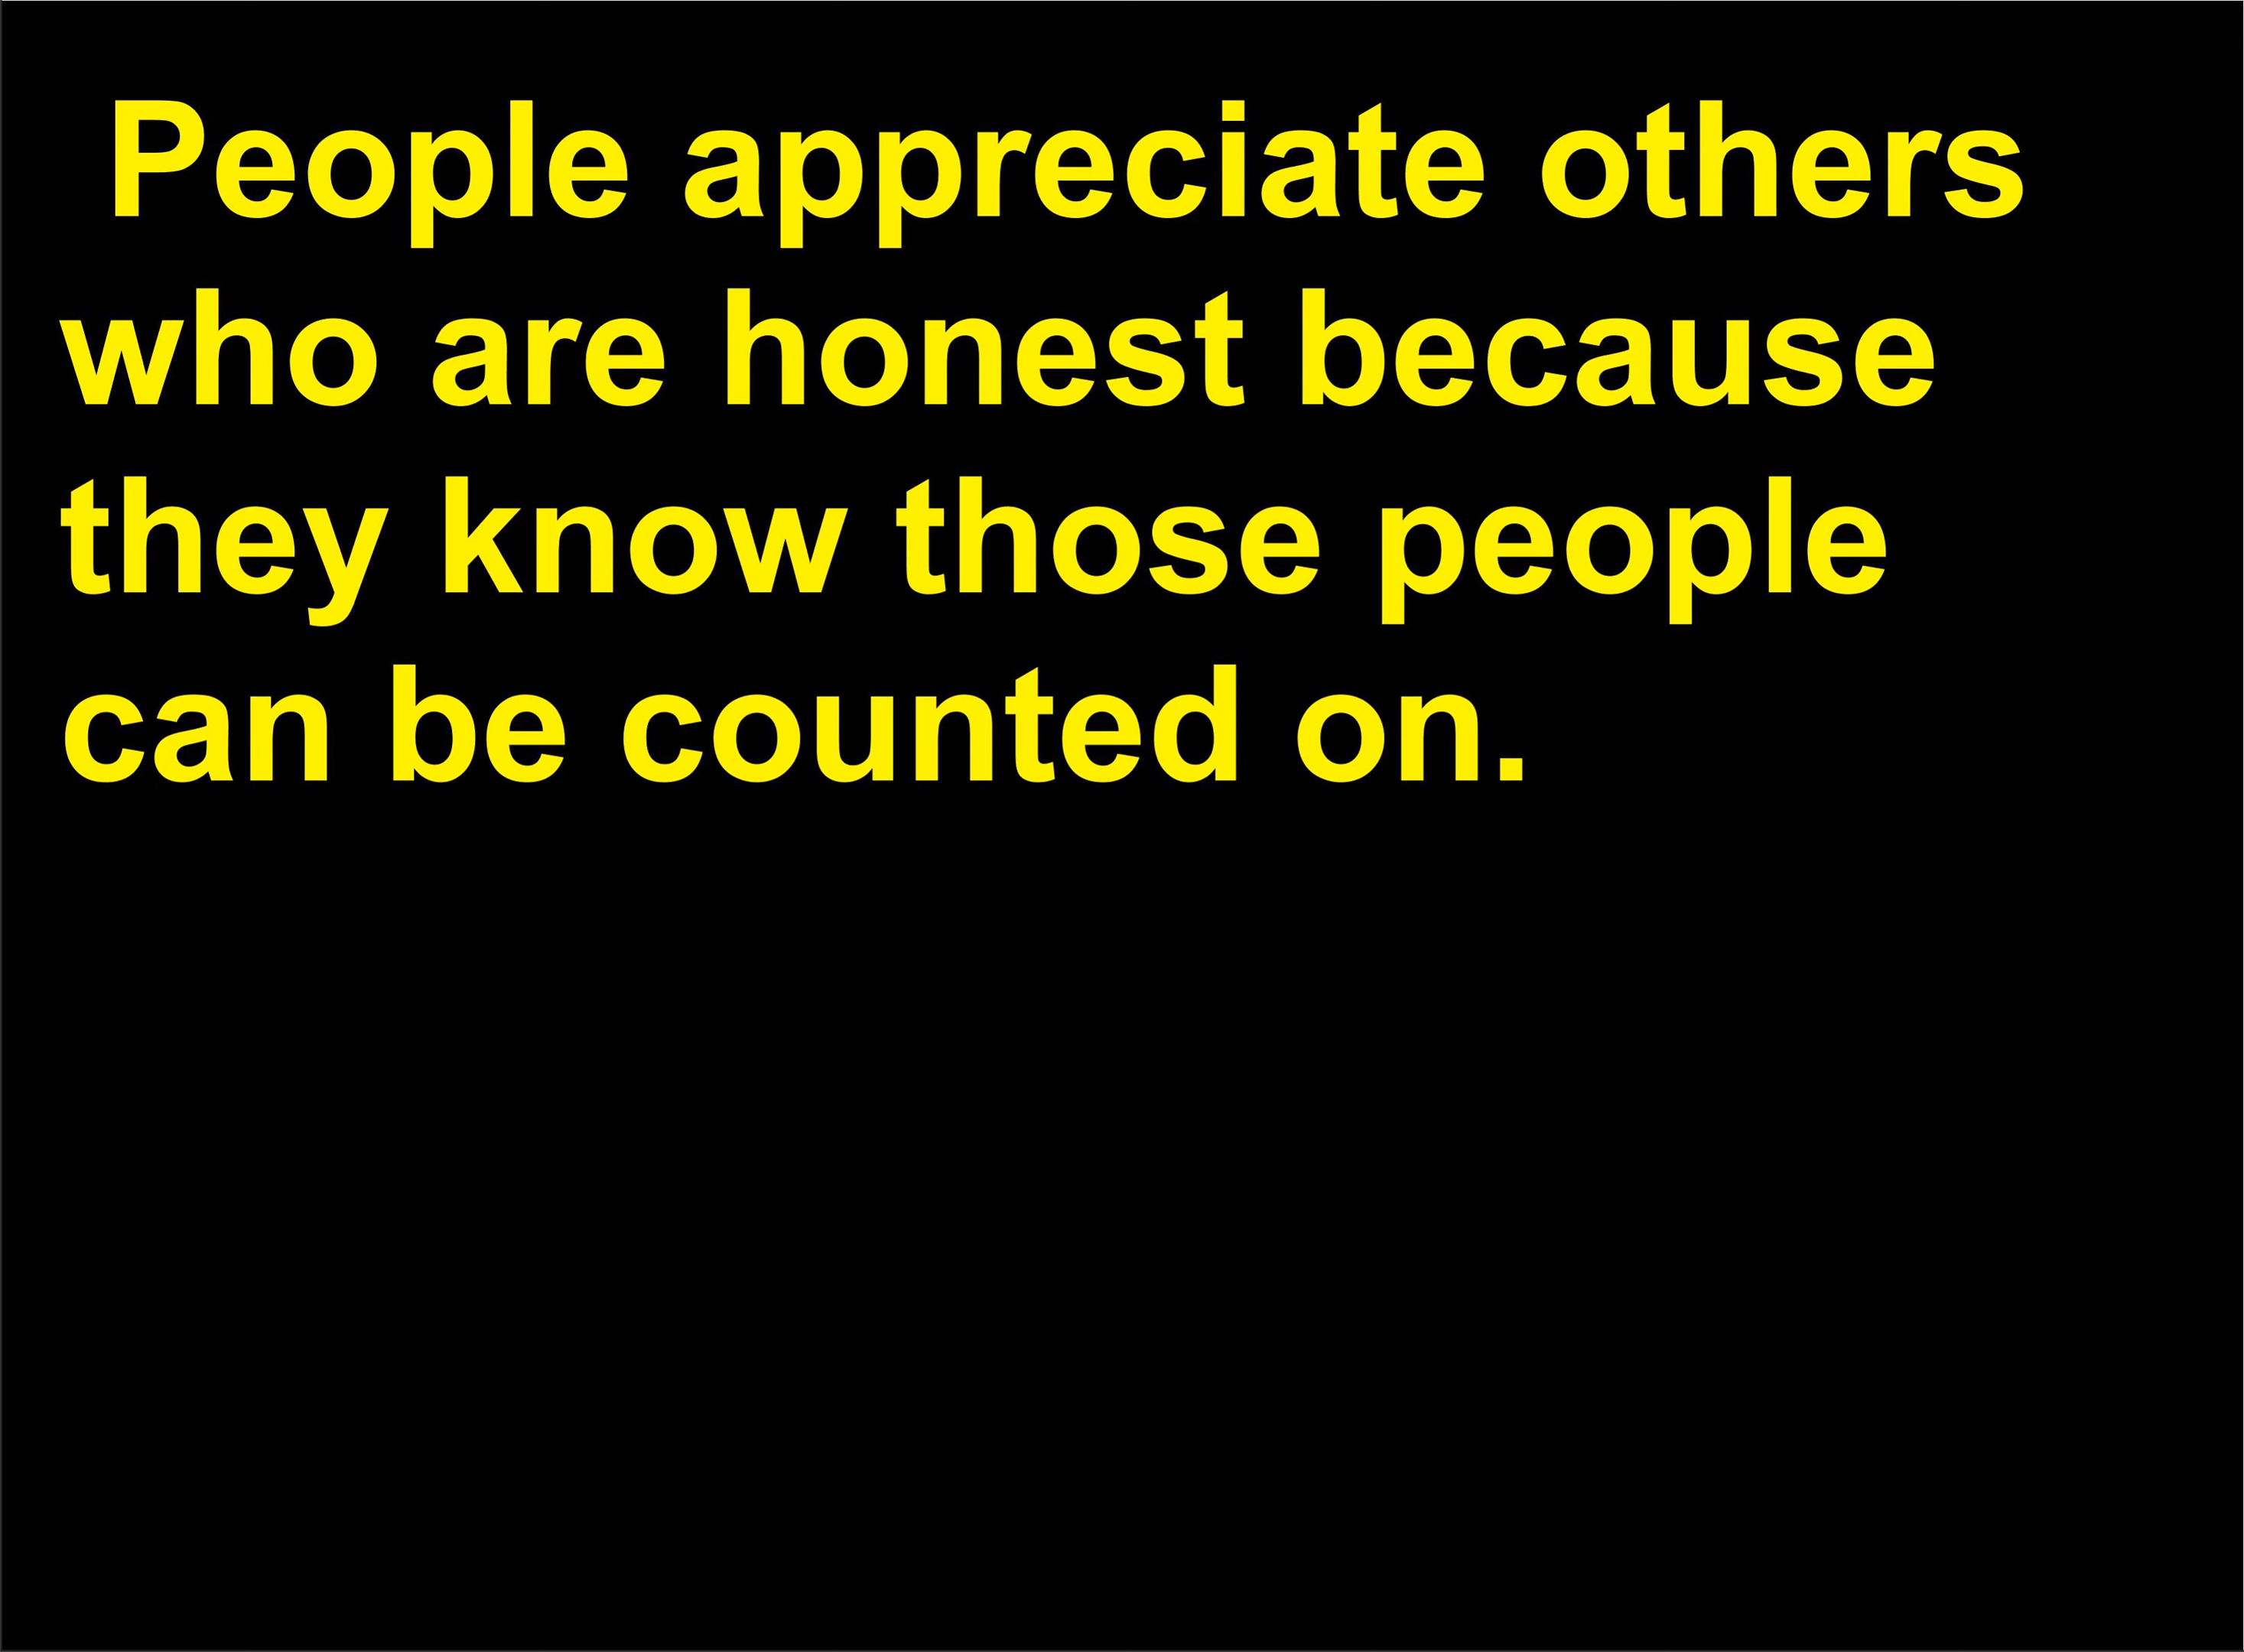 People appreciate others
who are honest because
they know those people
can be counted on.